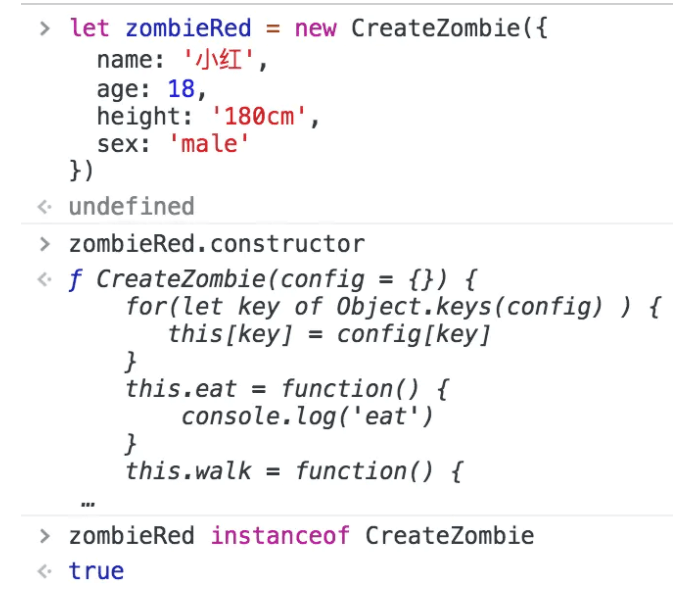 > let zombieRed = new CreateZombie({
name: '小红',
age: 18,
height: '180cm',
sex: 'male'
})
undefined
> zombieRed.constructor
ƒ CreateZombie(config = {}) {
for(let key of Object.keys(config) ) {
this[key] = config[key]
}
this.eat = function() {
console.log('eat')
}
this.walk = function() {
…
> zombieRed instanceof CreateZombie
true